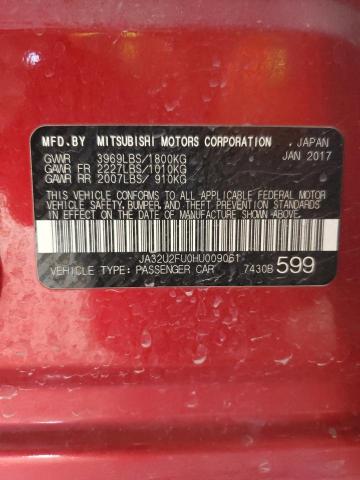 MFD.BY MITSUBISHI MOTORS CORPORATION , JAPAN
GVWR 3969LBS/1800KG JAN 2017
GAWR FR 2227LBS/1010KG
GAWR RR 2007LBS/ 910KG
THIS VEHICLE CONFORMS TO ALL APPLICABLE FEDERAL MOTOR
VEHICLE SAFETY, BUMPER AND THEFT PREVENTION STANDARDS
IN EFFECT ON THE DATE OF MANUFACTURE SHOWN ABOVE.
JA32U2FU0HU009061
VEHICLE TYPE: PASSENGER CAR 7430B 599